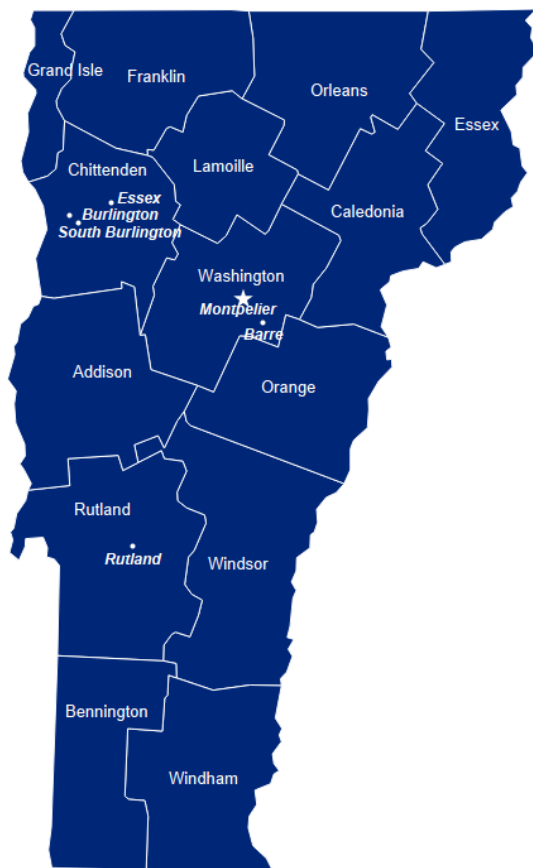 Grand Isle
Franklin
Orleans
Essex
Chittenden
Lamoille
Essex
Burlington
South Burlington
Caledonia
Washington
Montpelier
Barre
Addison
Orange
Rutland
Rutland
Windsor
Bennington
Windham